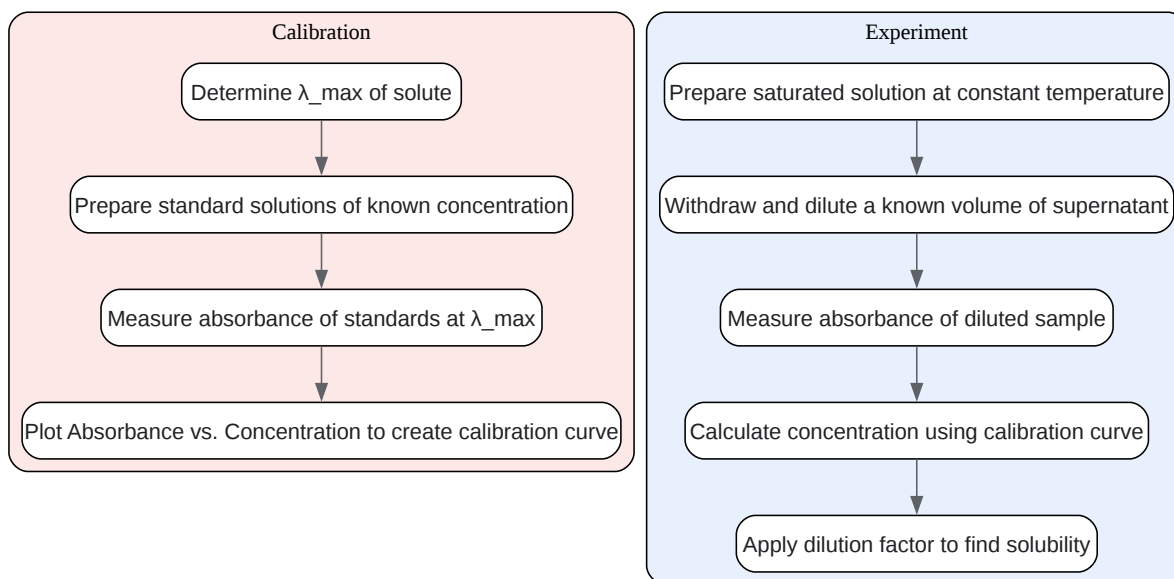 Calibration
Determine λ_max of solute
Prepare standard solutions of known concentration
Measure absorbance of standards at λ_max
Plot Absorbance vs. Concentration to create calibration curve
Experiment
Prepare saturated solution at constant temperature
Withdraw and dilute a known volume of supernatant
Measure absorbance of diluted sample
Calculate concentration using calibration curve
Apply dilution factor to find solubility